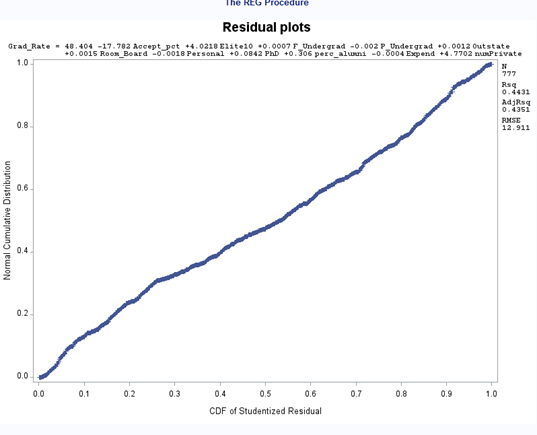 The REG Procedure
Residual plots
Grad_Rate = 48.404 -17.782 Accept_pct +4.0218 Elite10 +0.0007 F_Undergrad -0.002 P_Undergrad +0.0012 Outstate
+0.0015 Room_Board -0.0018 Personal +0.0842 PhD +0.306 perc_alumni -0.0004 Expend +4.7702 numPrivate
N
777
Rsq
0.4431
AdjRsq
0.4351
RMSE
12.911
1.0
0.8
0.6
0.4
0.2
0.0
Normal Cumulative Distribution
0.0 0.1 0.2 0.3 0.4 0.5 0.6 0.7 0.8 0.9 1.0
CDF of Studentized Residual